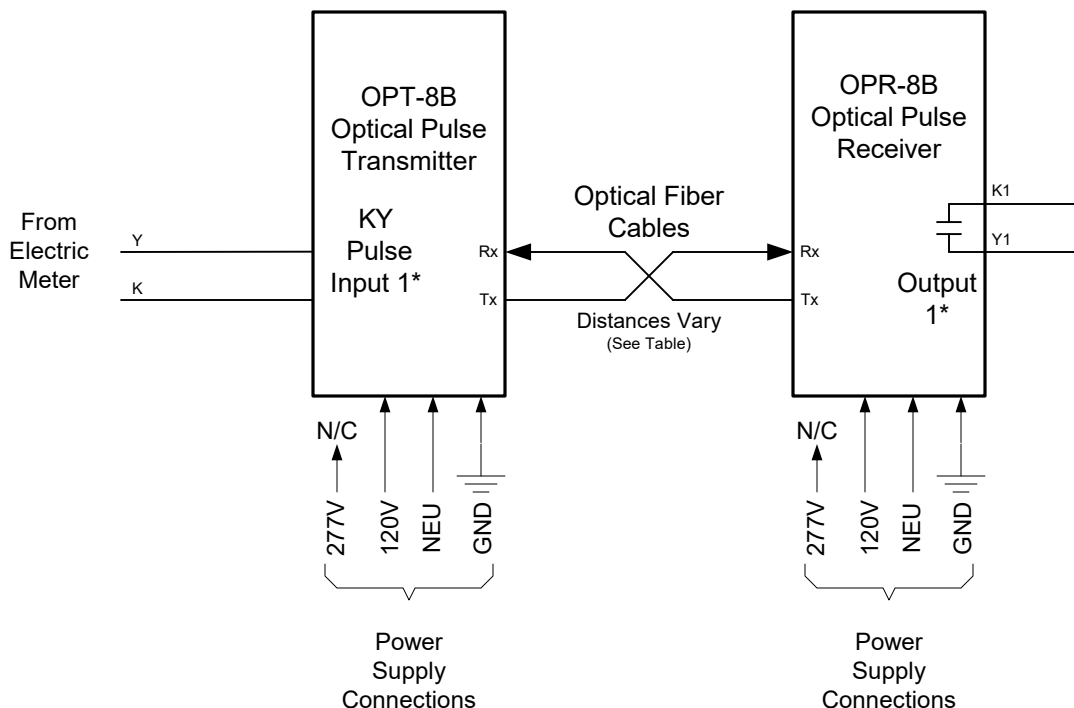 OPT-8B
Optical Pulse
Transmitter
KY
Pulse
Input 1*
Rx
Tx
From
Electric
Meter
Y
K
Optical Fiber
Cables
Distances Vary
(See Table)
OPR-8B
Optical Pulse
Receiver
Rx
Tx
Output
1*
K1
Y1
N/C
277V
120V
NEU
GND
Power
Supply
Connections
N/C
277V
120V
NEU
GND
Power
Supply
Connections